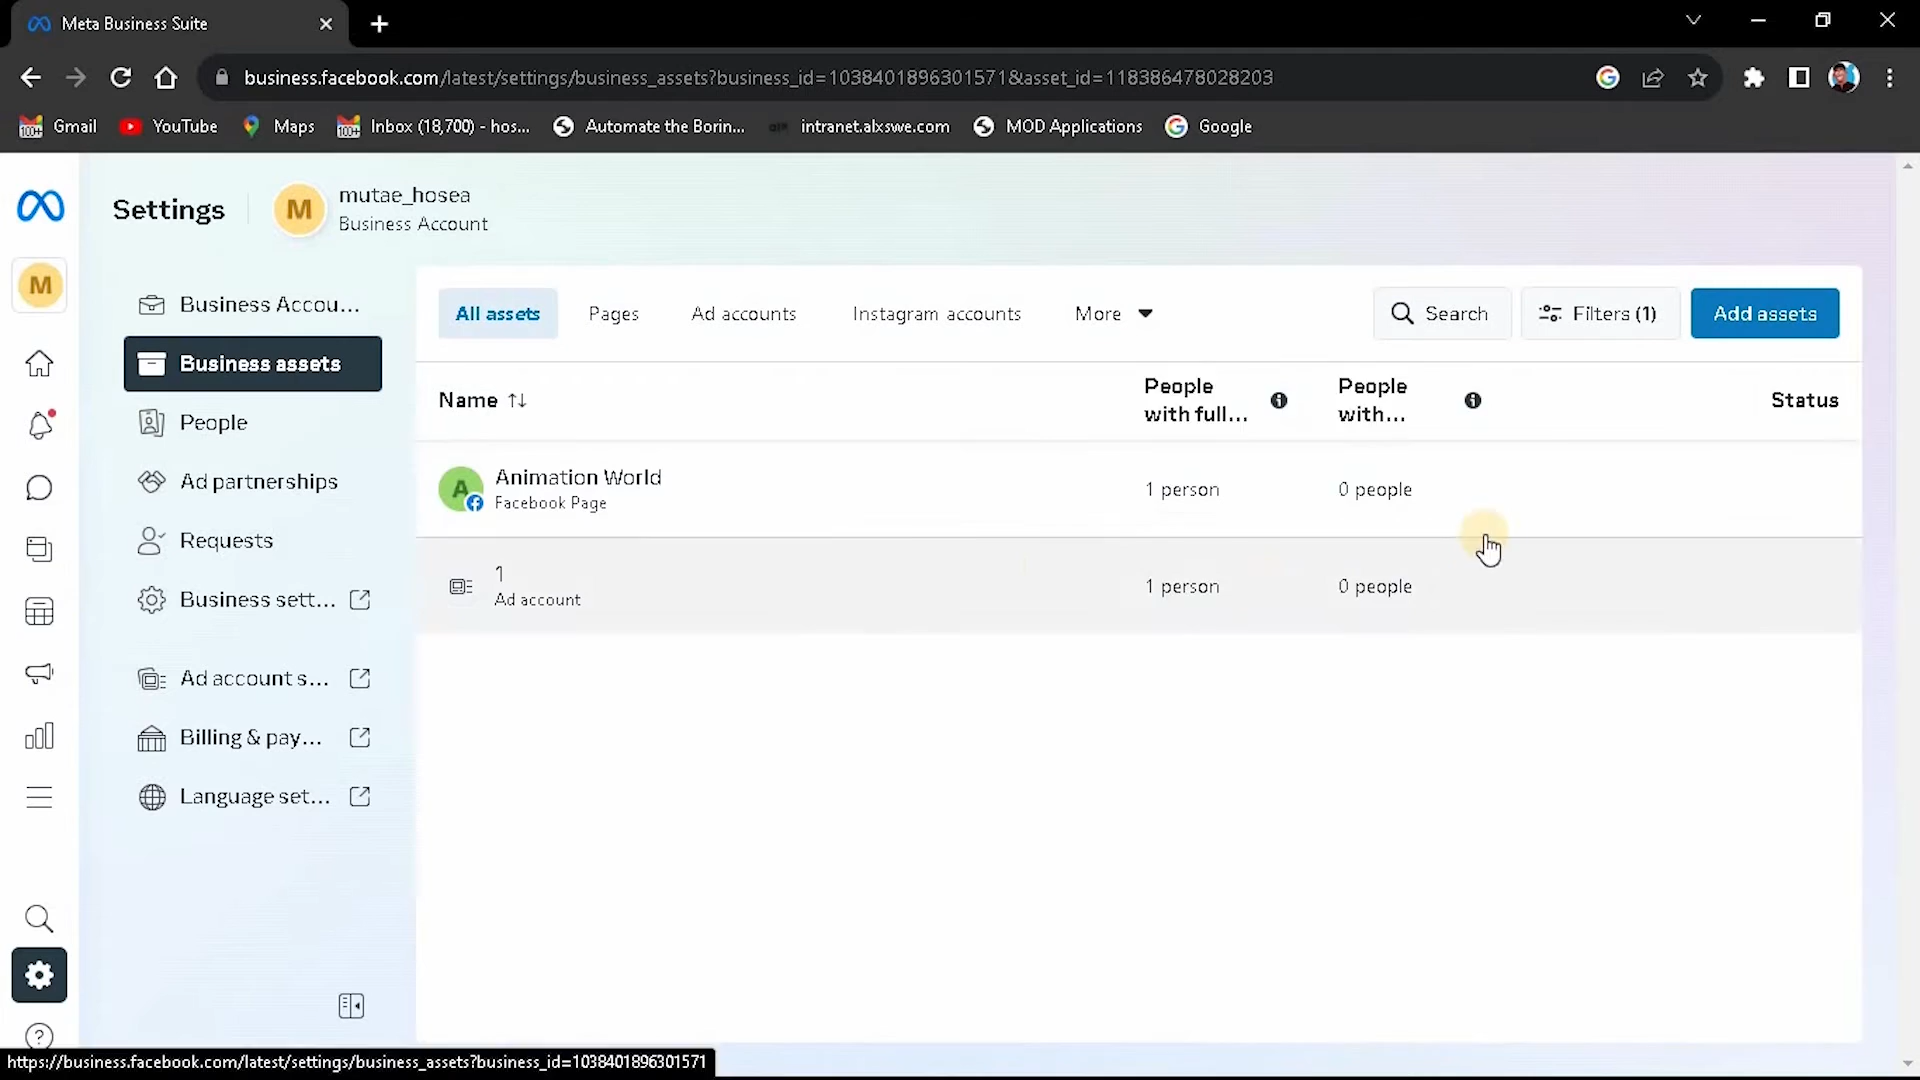 Meta Business Suite
business.facebook.com/latest/settings/business_assets?business_id=1038401896301571&asset_id=118386478028203
Gmail
YouTube
Maps
Inbox (18,700) - hos...
Automate the Borin...
intranet.alxswe.com
MOD Applications
Google
Settings
M
mutae_hosea
Business Account
M
Business Accou...
Business assets
People
Ad partnerships
Requests
Business sett...
Ad account s...
Billing & pay...
Language set...
All assets
Pages
Ad accounts
Instagram accounts
More
Search
Filters (1)
Add assets
Name
People with full...
People with...
Status
A
Animation World
Facebook Page
1 person
0 people
1
Ad account
1 person
0 people
https://business.facebook.com/latest/settings/business_assets?business_id=1038401896301571